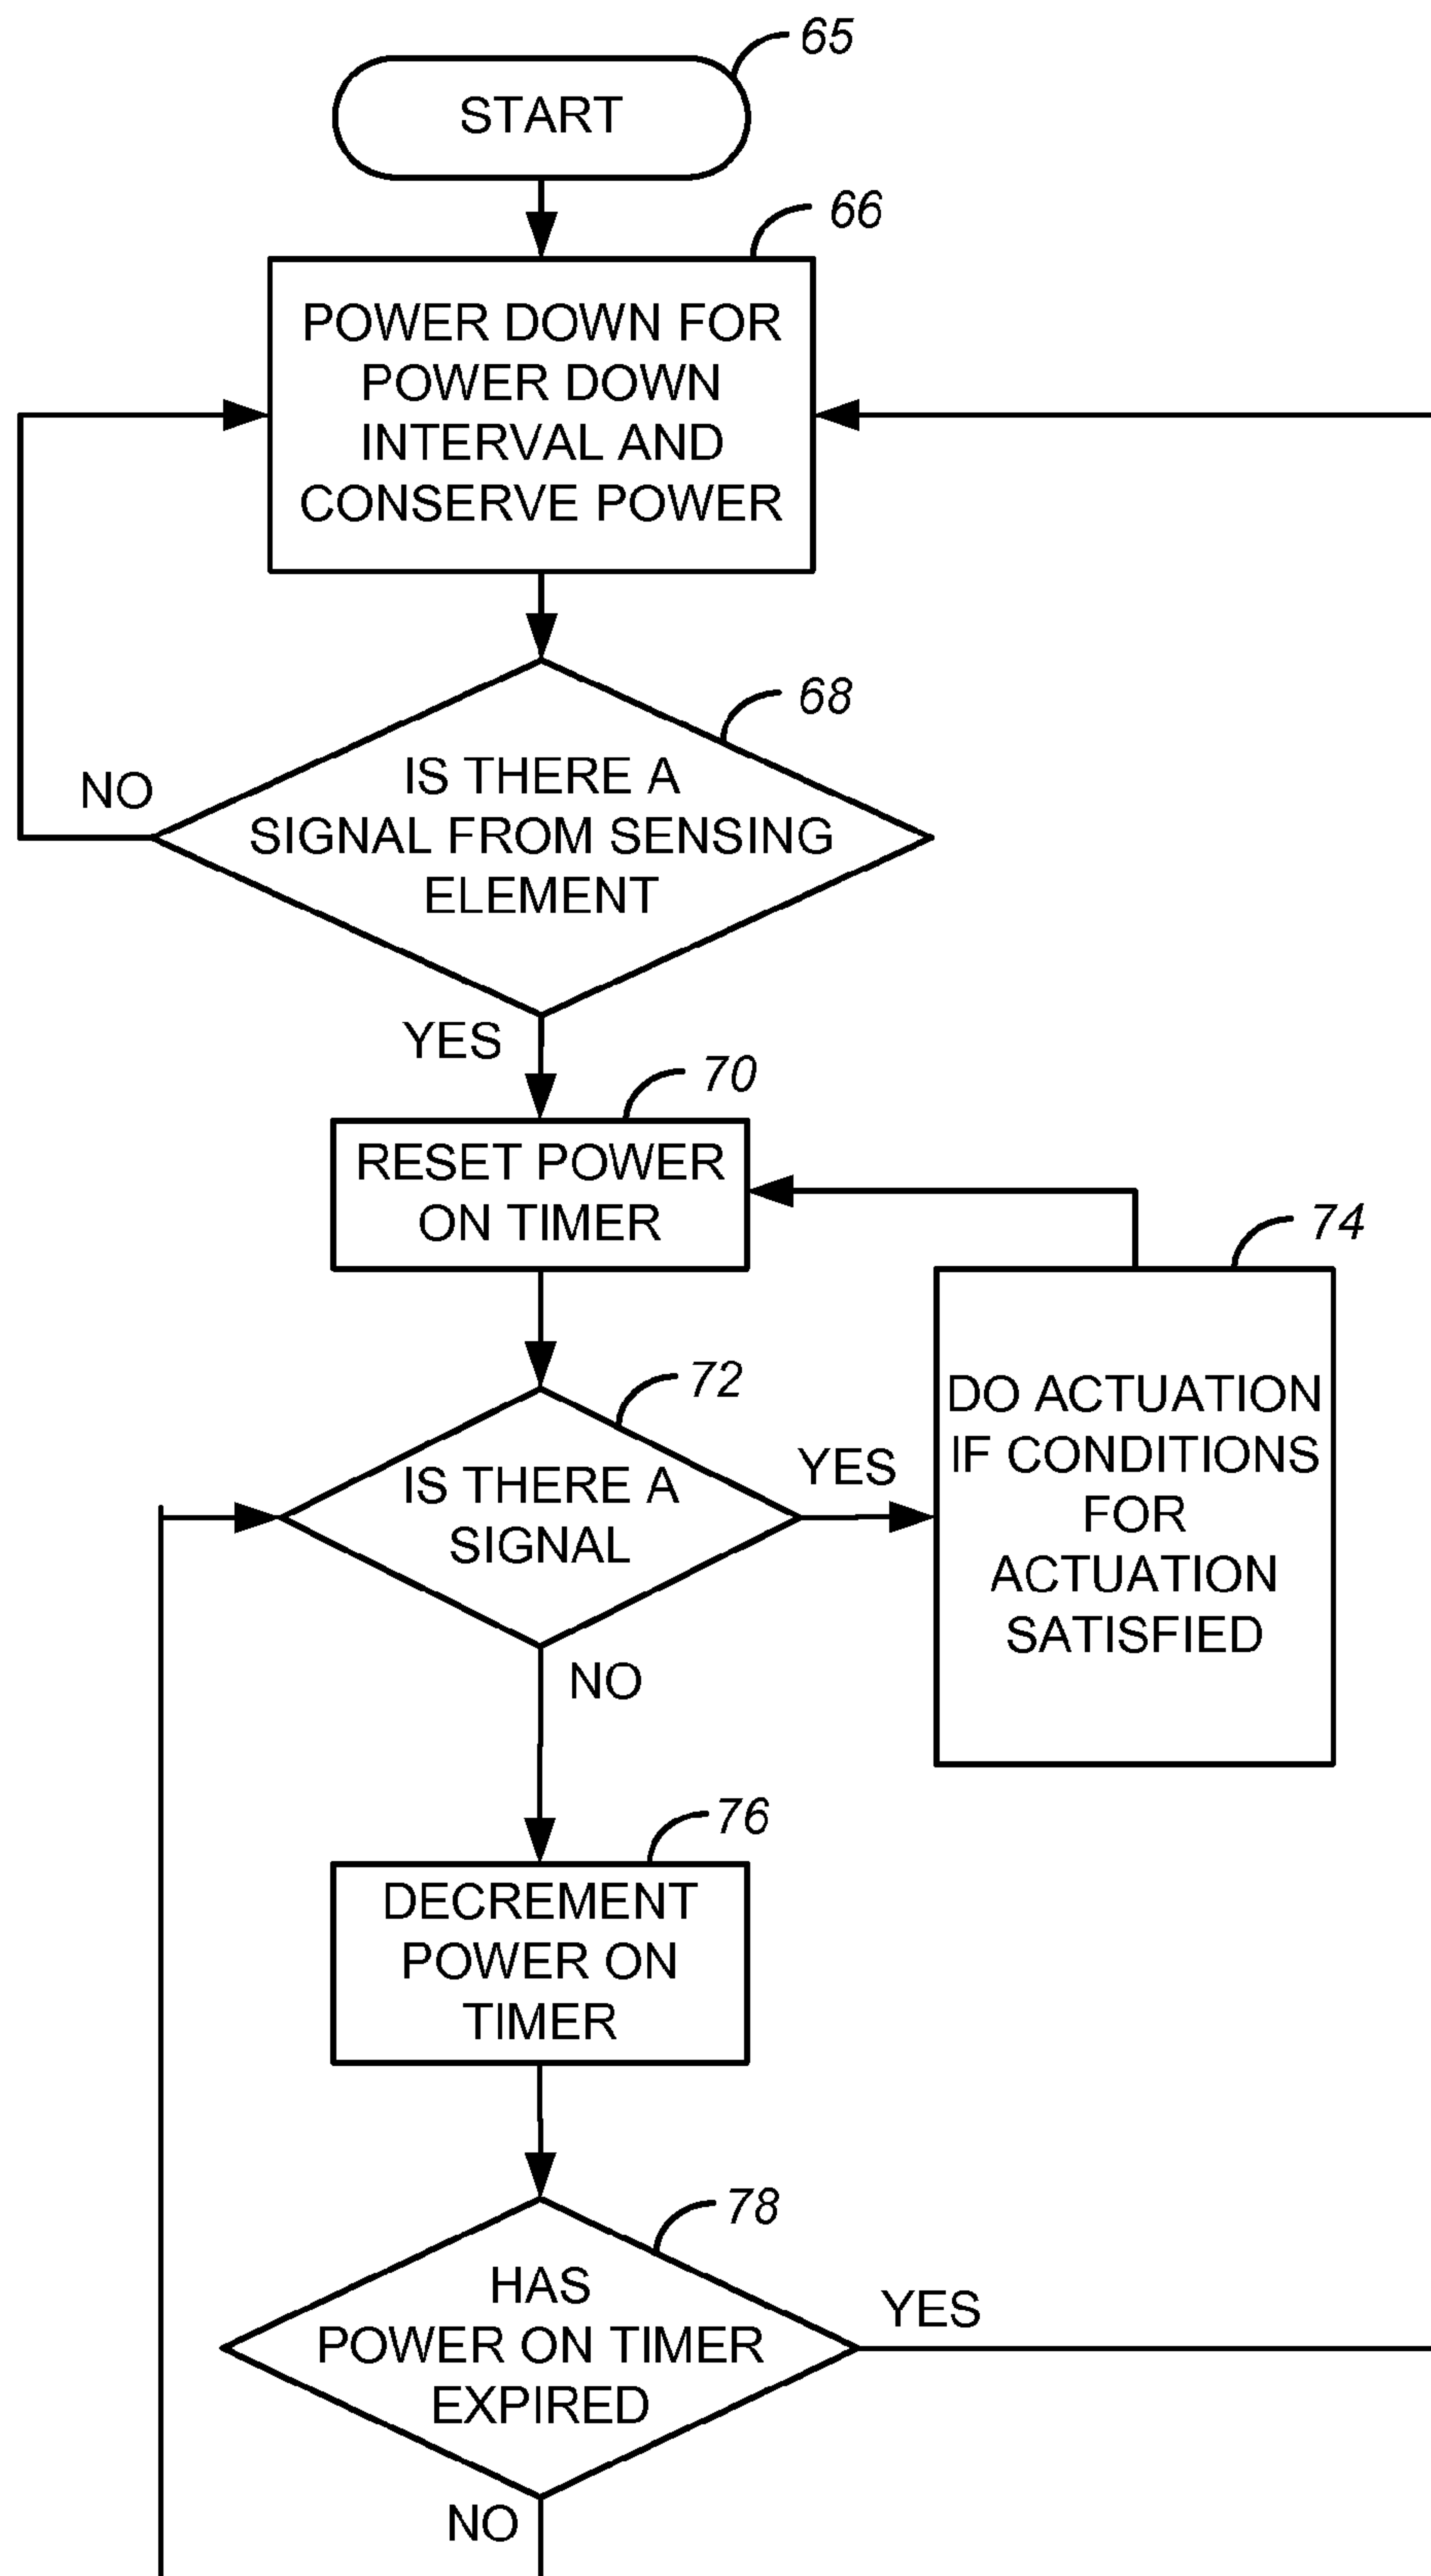 65
START
66
POWER DOWN FOR
POWER DOWN
INTERVAL AND
CONSERVE POWER
68
NO
IS THERE A
SIGNAL FROM SENSING
ELEMENT
YES
70
RESET POWER
ON TIMER
74
72
IS THERE A
SIGNAL
YES
DO ACTUATION
IF CONDITIONS
FOR
ACTUATION
SATISFIED
NO
76
DECREMENT
POWER ON
TIMER
78
HAS
POWER ON TIMER
EXPIRED
YES
NO